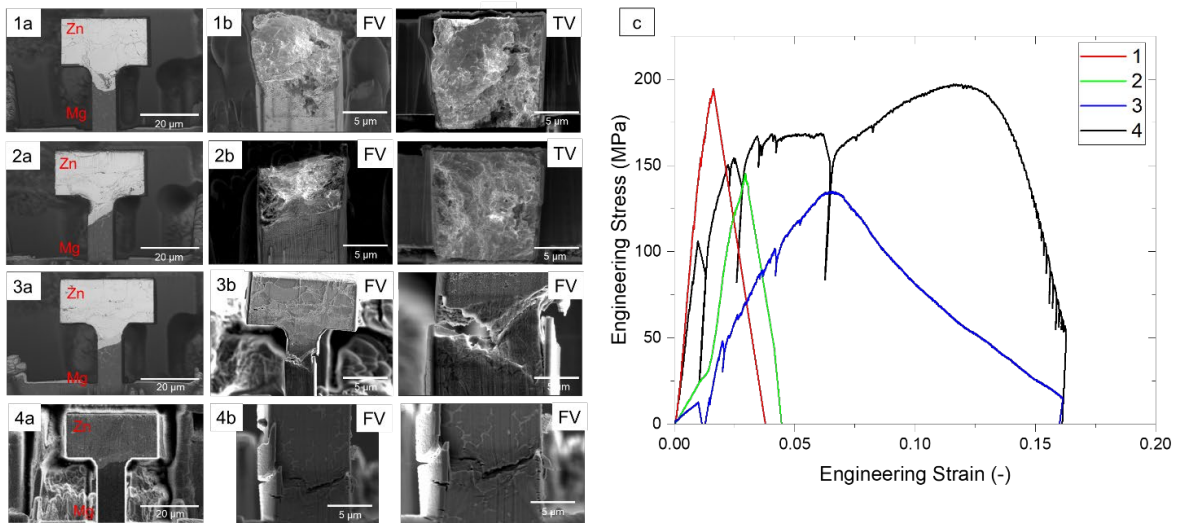 1a
Zn
Mg
20 µm
1b
FV
5 µm
TV
5 µm
2a
Zn
Mg
20 µm
2b
FV
5 µm
TV
5 µm
3a
Zn
Mg
20 µm
3b
FV
5 µm
FV
5 µm
4a
Zn
Mg
20 µm
4b
FV
5 µm
FV
5 µm
c
1
2
3
4
200
150
100
50
0
Engineering Stress (MPa)
0.00
0.05
0.10
0.15
0.20
Engineering Strain (-)